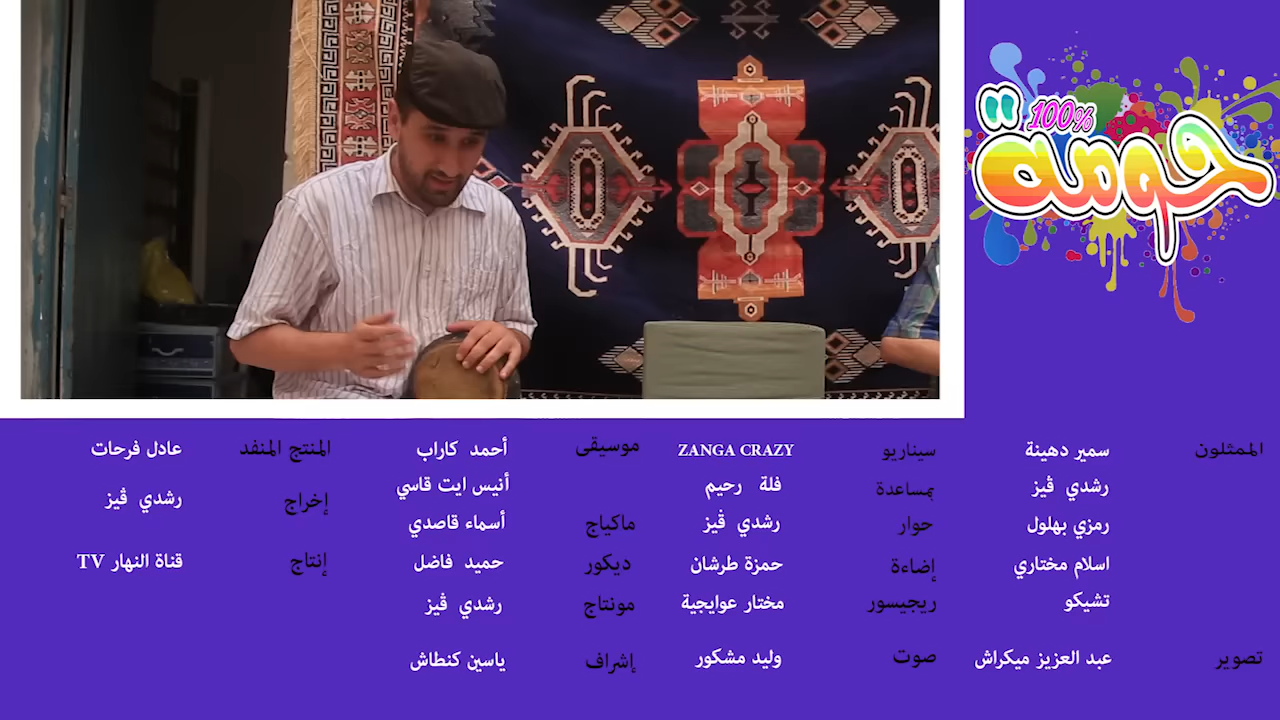 100%
حومة
الممثلون سمير دهينة
رشدي ڤيز
رمزي بهلول
اسلام مختاري
تشيكو
تصوير عبد العزيز ميكراش
سيناريو ZANGA CRAZY
بمساعدة فلة رحيم
حوار رشدي ڤيز
إضاءة حمزة طرشان
ريجيسور مختار عوايجية
صوت وليد مشكور
موسيقى أحمد كاراب
أنيس ايت قاسي
ماكياج أسماء قاصدي
ديكور حميد فاضل
مونتاج رشدي ڤيز
إشراف ياسين كنطاش
المنتج المنفد عادل فرحات
إخراج رشدي ڤيز
إنتاج قناة النهار TV